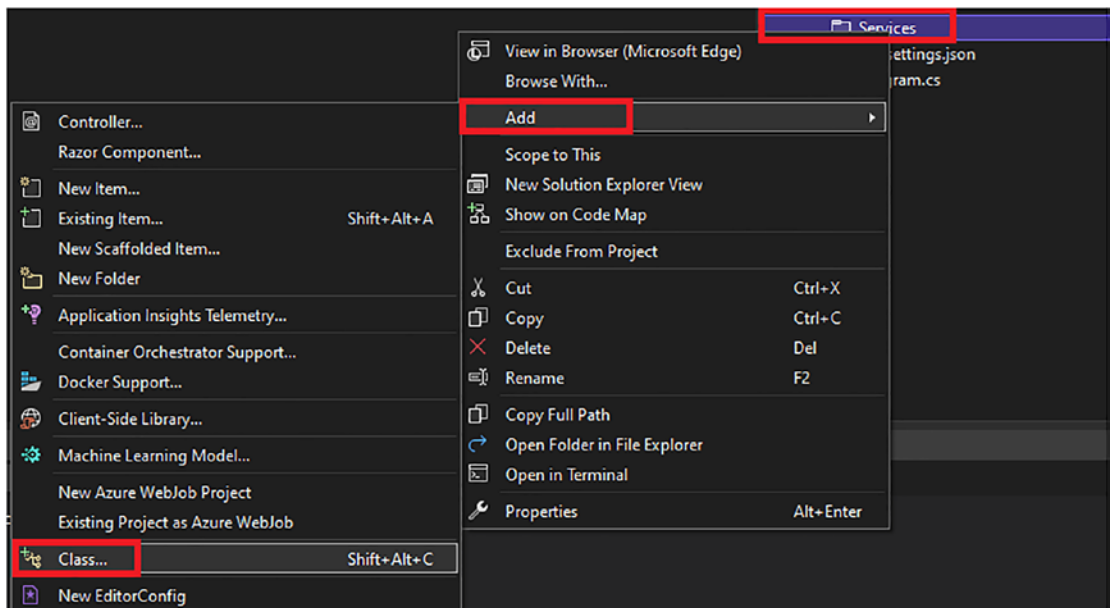 Services
settings.json
ram.cs
View in Browser (Microsoft Edge)
Browse With...
Add
Scope to This
New Solution Explorer View
Show on Code Map
Exclude From Project
Cut Ctrl+X
Copy Ctrl+C
Delete Del
Rename F2
Copy Full Path
Open Folder in File Explorer
Open in Terminal
Properties Alt+Enter
Controller...
Razor Component...
New Item...
Existing Item... Shift+Alt+A
New Scaffolded Item...
New Folder
Application Insights Telemetry...
Container Orchestrator Support...
Docker Support...
Client-Side Library...
Machine Learning Model...
New Azure WebJob Project
Existing Project as Azure WebJob
Class... Shift+Alt+C
New EditorConfig